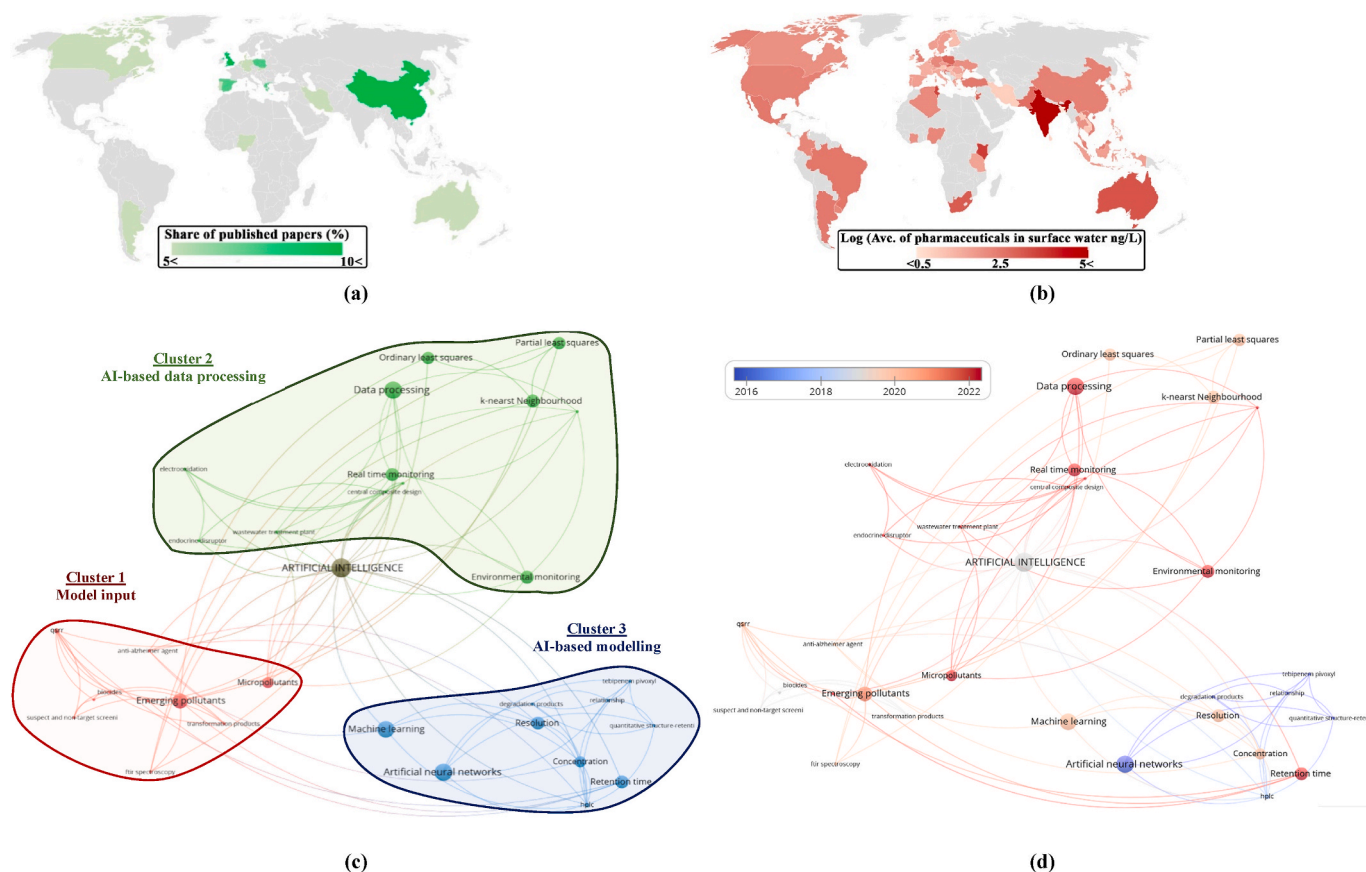 Share of published papers (%)
5<
10<
(a)
Log (Avc. of pharmaceuticals in surface water ng/L)
<0.5
2.5
5<
(b)
Cluster 2
AI-based data processing
Ordinary least squares
Partial least squares
Data processing
k-nearst Neighbourhood
electrooxidation
Real time monitoring
central composite design
wastewater treatment plant
endocrine disruptor
ARTIFICIAL INTELLIGENCE
Environmental monitoring
Cluster 1
Model input
qsrr
anti-alzheimer agent
Micropollutants
biocides
Emerging pollutants
suspect and non-target screeni
transformation products
ftir spectroscopy
Cluster 3
AI-based modelling
tebipenem pivoxyl
relationship
degradation products
Resolution
quantitative structure-retenti
Machine learning
Concentration
Artificial neural networks
Retention time
hplc
(c)
2016
2018
2020
2022
Partial least squares
Ordinary least squares
Data processing
k-nearst Neighbourhood
electrooxidation
Real time monitoring
central composite design
wastewater treatment plant
endocrine disruptor
ARTIFICIAL INTELLIGENCE
Environmental monitoring
qsrr
anti-alzheimer agent
Micropollutants
biocides
Emerging pollutants
suspect and non-target screeni
transformation products
ftir spectroscopy
tebipenem pivoxyl
relationship
degradation products
Resolution
quantitative structure-rete
Machine learning
Concentration
Artificial neural networks
Retention time
hplc
(d)